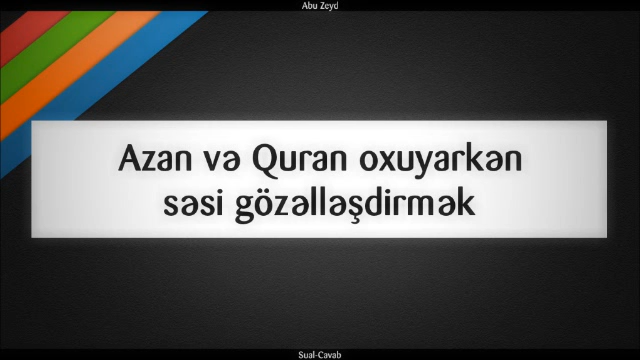 Abu Zeyd
Azan və Quran oxuyarkən
səsi gözəlləşdirmək
Sual-Cavab